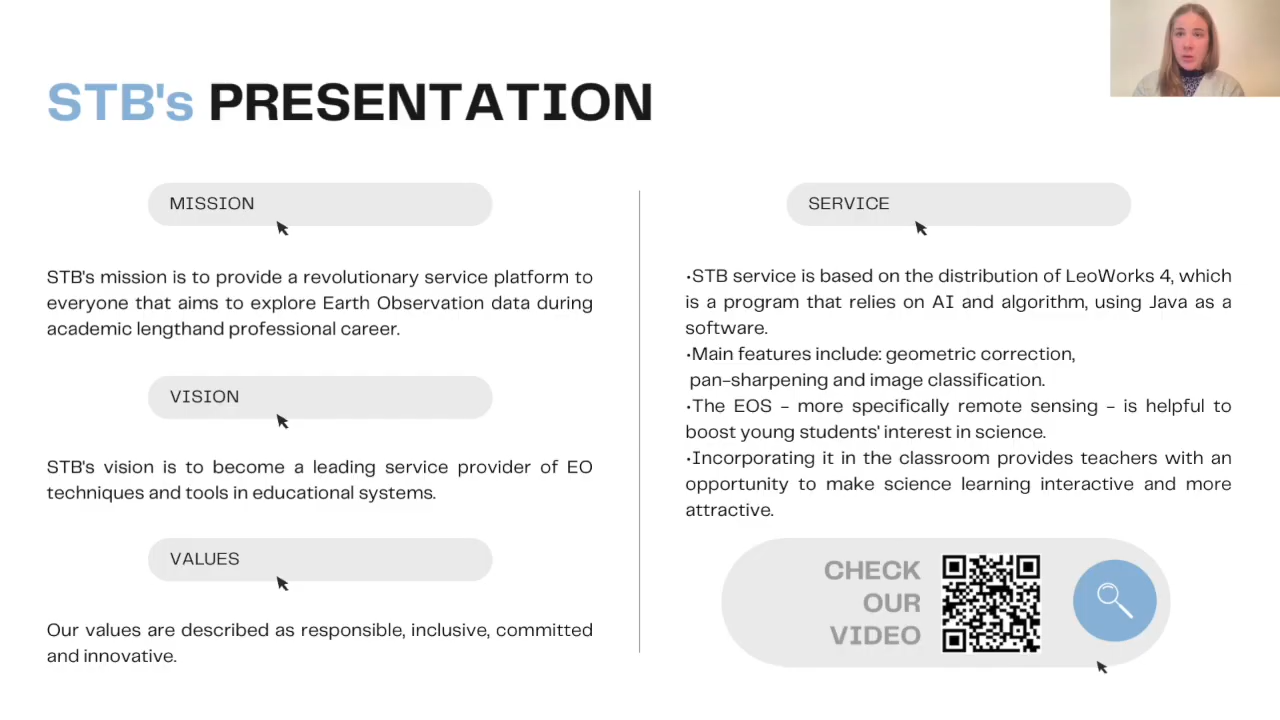 STB's PRESENTATION
MISSION
STB's mission is to provide a revolutionary service platform to
everyone that aims to explore Earth Observation data during
academic lengthand professional career.
VISION
STB's vision is to become a leading service provider of EO
techniques and tools in educational systems.
VALUES
Our values are described as responsible, inclusive, committed
and innovative.
SERVICE
•STB service is based on the distribution of LeoWorks 4, which
is a program that relies on AI and algorithm, using Java as a
software.
•Main features include: geometric correction,
pan-sharpening and image classification.
•The EOS - more specifically remote sensing - is helpful to
boost young students' interest in science.
•Incorporating it in the classroom provides teachers with an
opportunity to make science learning interactive and more
attractive.
CHECK
OUR
VIDEO